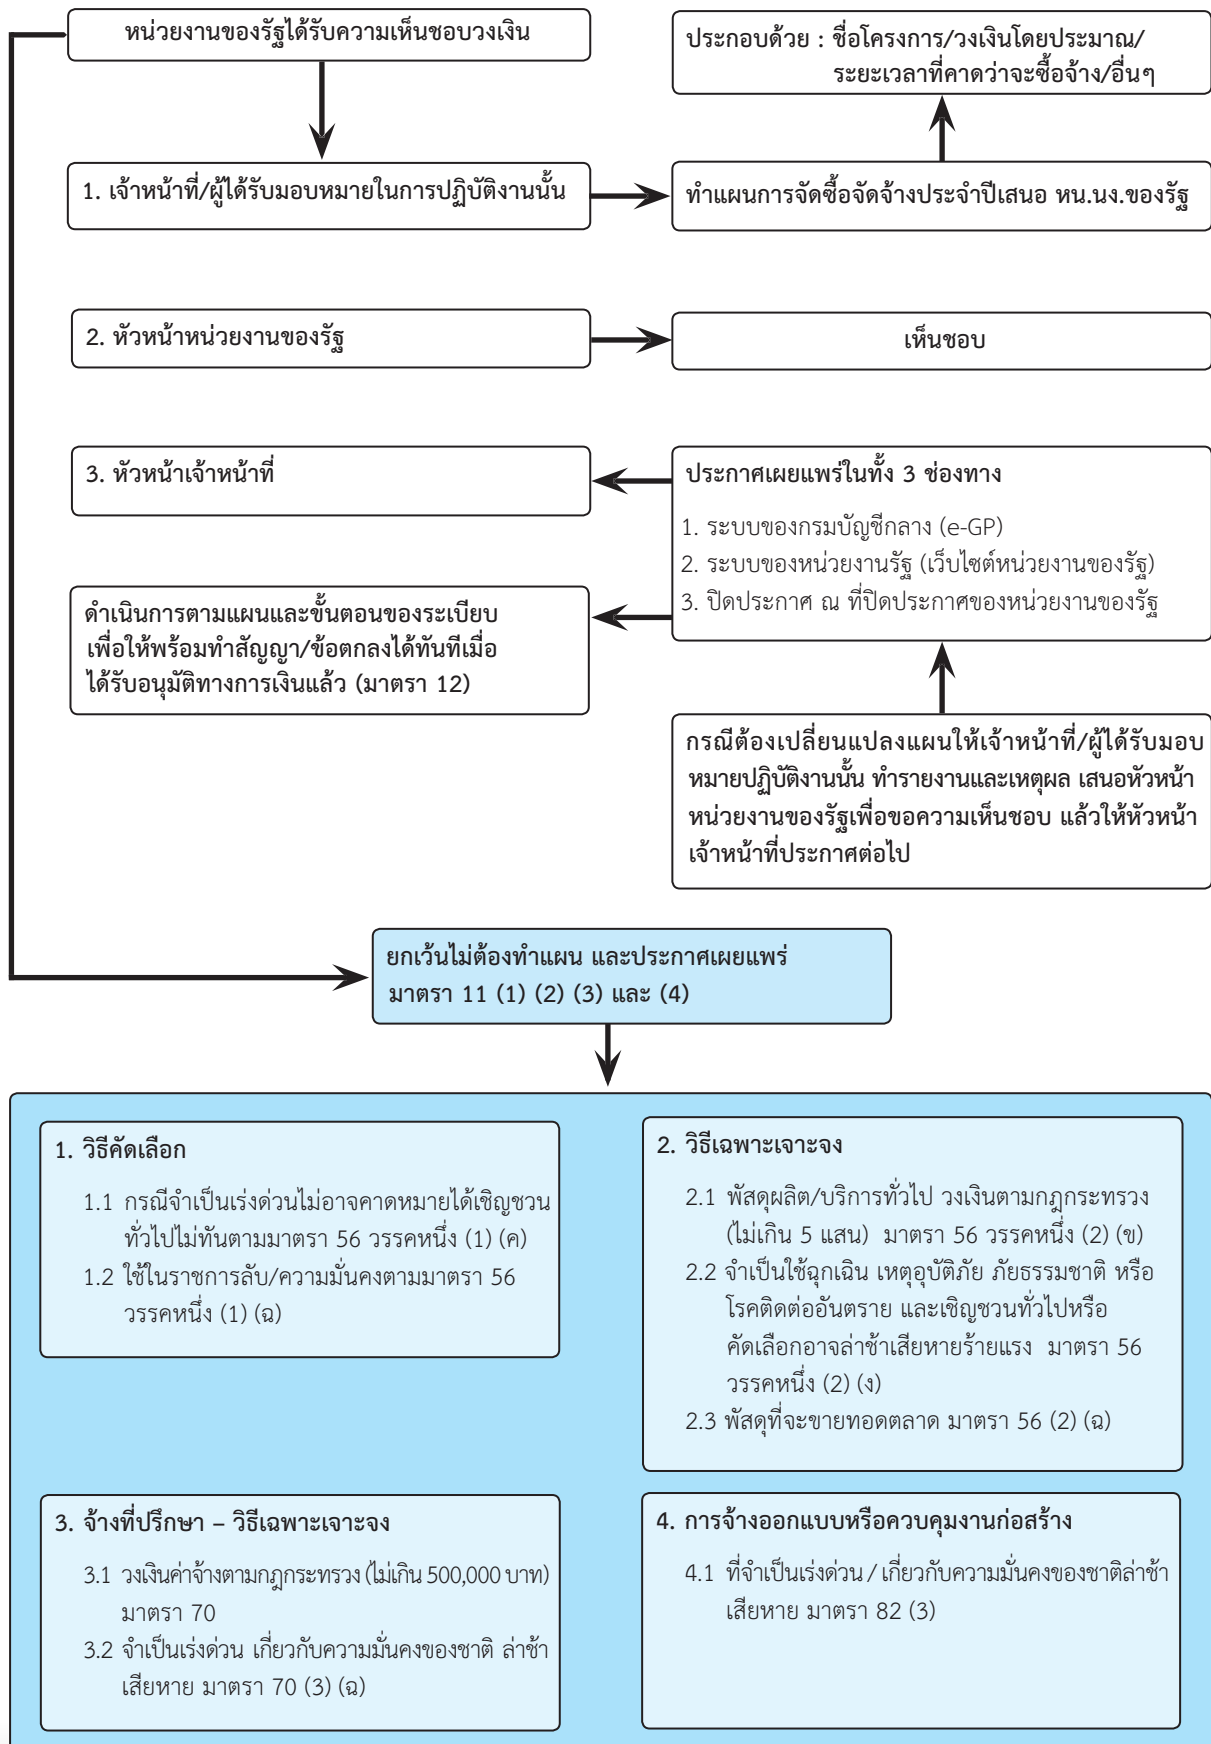 หน่วยงานของรัฐได้รับความเห็นชอบวงเงิน
ประกอบด้วย : ชื่อโครงการ/วงเงินโดยประมาณ/
ระยะเวลาที่คาดว่าจะซื้อจ้าง/อื่นๆ
1. เจ้าหน้าที่/ผู้ได้รับมอบหมายในการปฏิบัติงานนั้น
ทำแผนการจัดซื้อจัดจ้างประจำปีเสนอ หน.นง.ของรัฐ
2. หัวหน้าหน่วยงานของรัฐ
เห็นชอบ
3. หัวหน้าเจ้าหน้าที่
ประกาศเผยแพร่ในทั้ง 3 ช่องทาง
1. ระบบของกรมบัญชีกลาง (e-GP)
2. ระบบของหน่วยงานรัฐ (เว็บไซต์หน่วยงานของรัฐ)
3. ปิดประกาศ ณ ที่ปิดประกาศของหน่วยงานของรัฐ
ดำเนินการตามแผนและขั้นตอนของระเบียบ
เพื่อให้พร้อมทำสัญญา/ข้อตกลงได้ทันทีเมื่อ
ได้รับอนุมัติทางการเงินแล้ว (มาตรา 12)
กรณีต้องเปลี่ยนแปลงแผนให้เจ้าหน้าที่/ผู้ได้รับมอบ
หมายปฏิบัติงานนั้น ทำรายงานและเหตุผล เสนอหัวหน้า
หน่วยงานของรัฐเพื่อขอความเห็นชอบ แล้วให้หัวหน้า
เจ้าหน้าที่ประกาศต่อไป
ยกเว้นไม่ต้องทำแผน และประกาศเผยแพร่
มาตรา 11 (1) (2) (3) และ (4)
1. วิธีคัดเลือก
1.1 กรณีจำเป็นเร่งด่วนไม่อาจคาดหมายได้เชิญชวน
ทั่วไปไม่ทันตามมาตรา 56 วรรคหนึ่ง (1) (ค)
1.2 ใช้ในราชการลับ/ความมั่นคงตามมาตรา 56
วรรคหนึ่ง (1) (ฉ)
2. วิธีเฉพาะเจาะจง
2.1 พัสดุผลิต/บริการทั่วไป วงเงินตามกฎกระทรวง
(ไม่เกิน 5 แสน) มาตรา 56 วรรคหนึ่ง (2) (ข)
2.2 จำเป็นใช้ฉุกเฉิน เหตุอุบัติภัย ภัยธรรมชาติ หรือ
โรคติดต่ออันตราย และเชิญชวนทั่วไปหรือ
คัดเลือกอาจล่าช้าเสียหายร้ายแรง มาตรา 56
วรรคหนึ่ง (2) (ง)
2.3 พัสดุที่จะขายทอดตลาด มาตรา 56 (2) (ฉ)
3. จ้างที่ปรึกษา – วิธีเฉพาะเจาะจง
3.1 วงเงินค่าจ้างตามกฎกระทรวง (ไม่เกิน 500,000 บาท)
มาตรา 70
3.2 จำเป็นเร่งด่วน เกี่ยวกับความมั่นคงของชาติ ล่าช้า
เสียหาย มาตรา 70 (3) (ฉ)
4. การจ้างออกแบบหรือควบคุมงานก่อสร้าง
4.1 ที่จำเป็นเร่งด่วน / เกี่ยวกับความมั่นคงของชาติล่าช้า
เสียหาย มาตรา 82 (3)